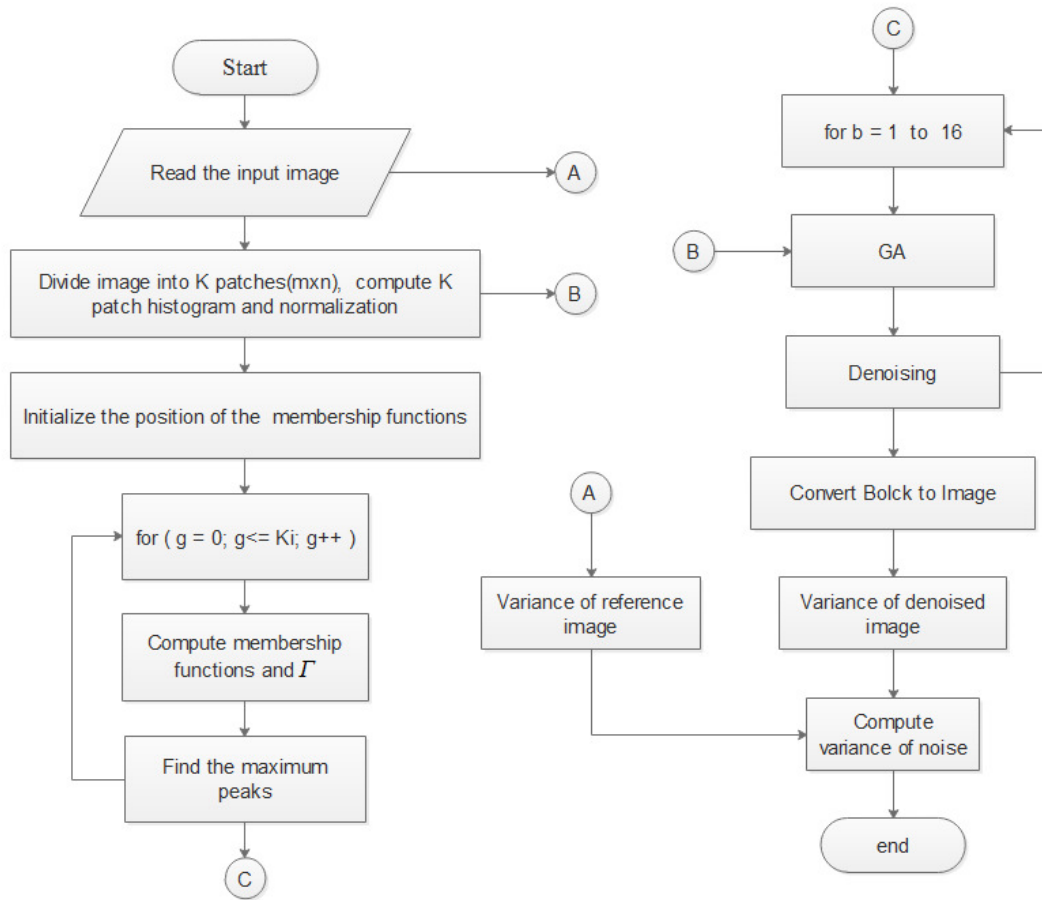 Start
Read the input image
A
Divide image into K patches(mxn), compute K
patch histogram and normalization
B
Initialize the position of the membership functions
for ( g = 0; g<= Ki; g++ )
Compute membership
functions and Γ
Find the maximum
peaks
C
C
for b = 1 to 16
B
GA
Denoising
Convert Bolck to Image
A
Variance of reference
image
Variance of denoised
image
Compute
variance of noise
end